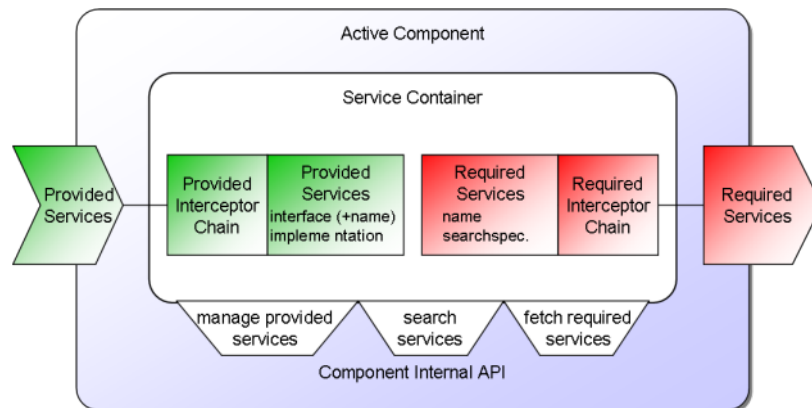 Active Component
Service Container
Provided
Services
Provided
Interceptor
Chain
Provided
Services
interface (+name)
impleme ntation
Required
Services
name
searchspec.
Required
Interceptor
Chain
Required
Services
manage provided
services
search
services
fetch required
services
Component Internal API